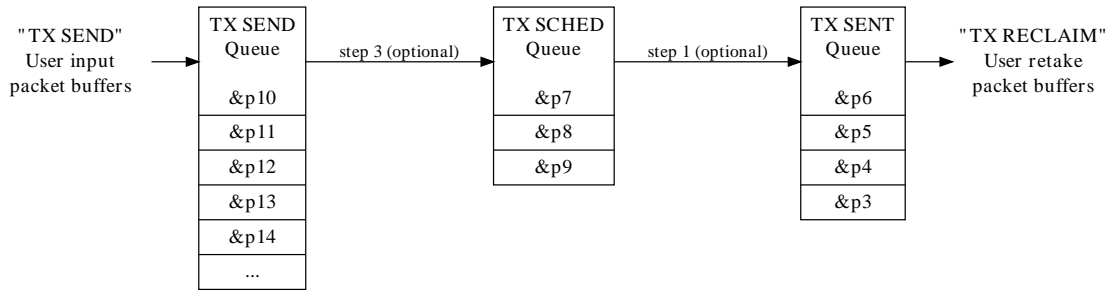 "TX SEND"
User input
packet buffers
TX SEND
Queue
&p10
&p11
&p12
&p13
&p14
...
step 3 (optional)
TX SCHED
Queue
&p7
&p8
&p9
step 1 (optional)
TX SENT
Queue
&p6
&p5
&p4
&p3
"TX RECLAIM"
User retake
packet buffers